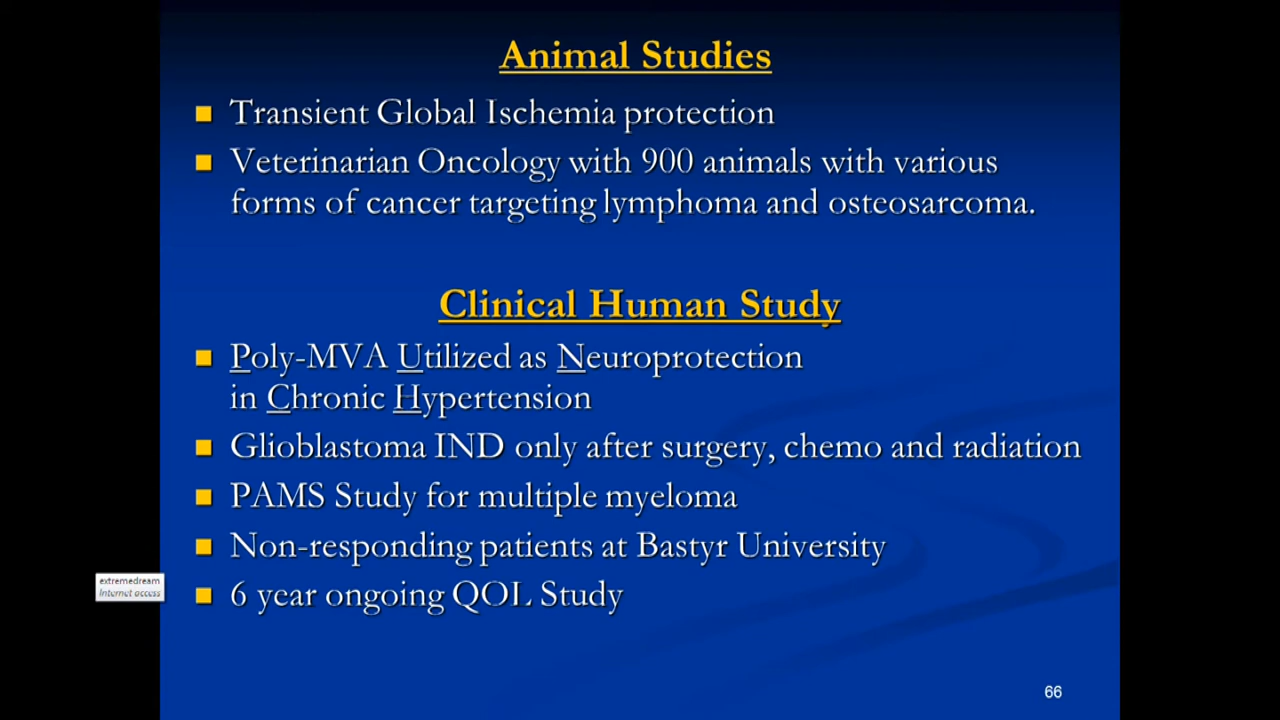 Animal Studies
Transient Global Ischemia protection
Veterinarian Oncology with 900 animals with various
forms of cancer targeting lymphoma and osteosarcoma.
Clinical Human Study
Poly-MVA Utilized as Neuroprotection
in Chronic Hypertension
Glioblastoma IND only after surgery, chemo and radiation
PAMS Study for multiple myeloma
Non-responding patients at Bastyr University
extremedream
Internet access
6 year ongoing QOL Study
66